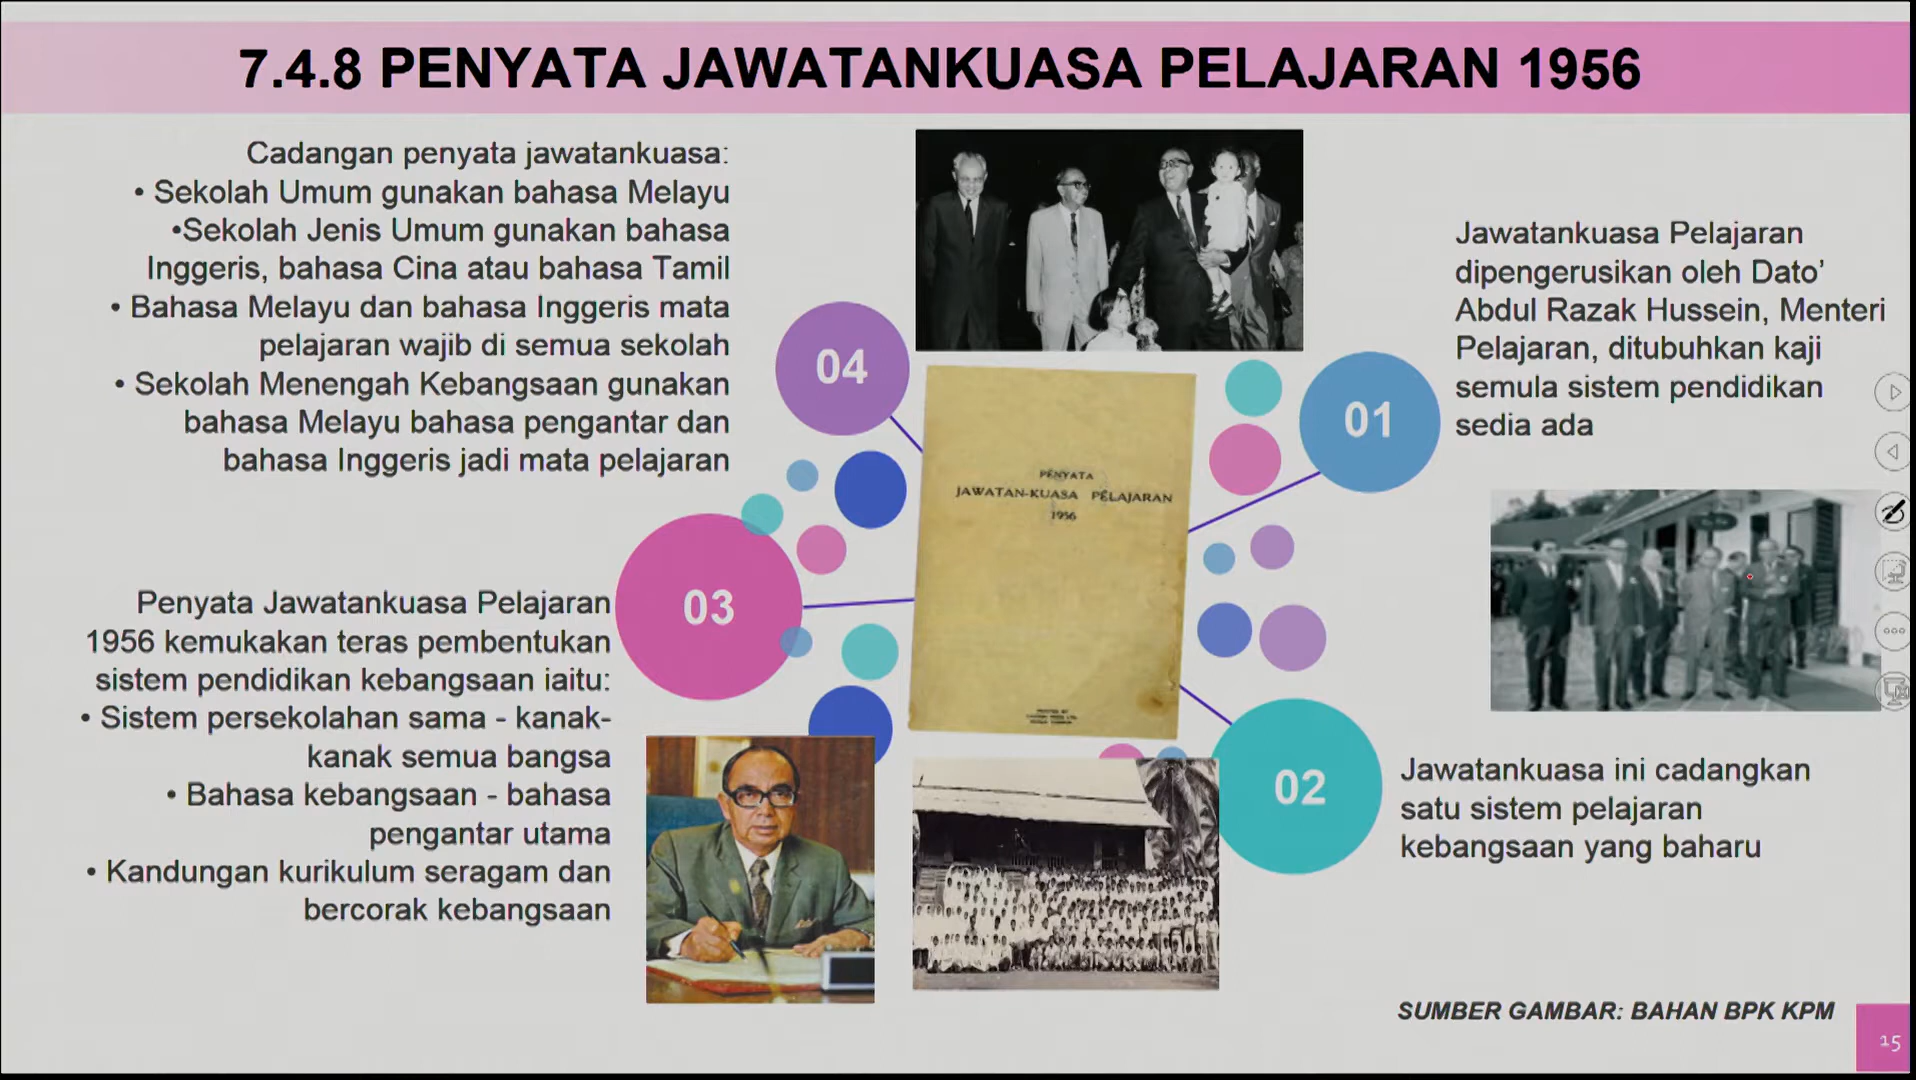 7.4.8 PENYATA JAWATANKUASA PELAJARAN 1956
Cadangan penyata jawatankuasa:
• Sekolah Umum gunakan bahasa Melayu
•Sekolah Jenis Umum gunakan bahasa
Inggeris, bahasa Cina atau bahasa Tamil
• Bahasa Melayu dan bahasa Inggeris mata
pelajaran wajib di semua sekolah
• Sekolah Menengah Kebangsaan gunakan
bahasa Melayu bahasa pengantar dan
bahasa Inggeris jadi mata pelajaran
04
01
Jawatankuasa Pelajaran
dipengerusikan oleh Dato’
Abdul Razak Hussein, Menteri
Pelajaran, ditubuhkan kaji
semula sistem pendidikan
sedia ada
PENYATA
JAWATAN-KUASA PELAJARAN
1956
03
Penyata Jawatankuasa Pelajaran
1956 kemukakan teras pembentukan
sistem pendidikan kebangsaan iaitu:
• Sistem persekolahan sama - kanak-
kanak semua bangsa
• Bahasa kebangsaan - bahasa
pengantar utama
• Kandungan kurikulum seragam dan
bercorak kebangsaan
02
Jawatankuasa ini cadangkan
satu sistem pelajaran
kebangsaan yang baharu
SUMBER GAMBAR: BAHAN BPK KPM
15